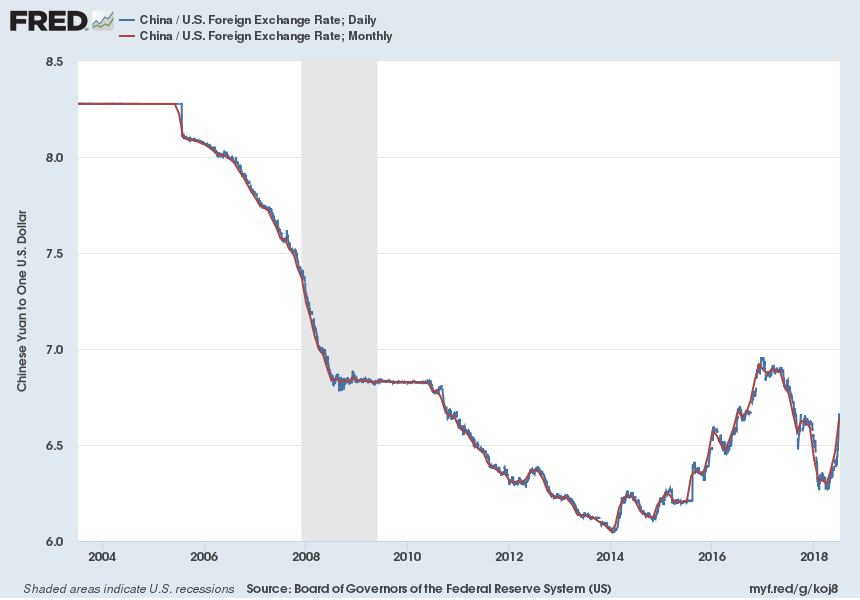 FRED
China / U.S. Foreign Exchange Rate; Daily
China / U.S. Foreign Exchange Rate; Monthly
8.5
8.0
7.5
7.0
6.5
6.0
Chinese Yuan to One U.S. Dollar
2004 2006 2008 2010 2012 2014 2016 2018
Shaded areas indicate U.S. recessions Source: Board of Governors of the Federal Reserve System (US) myf.red/g/koj8